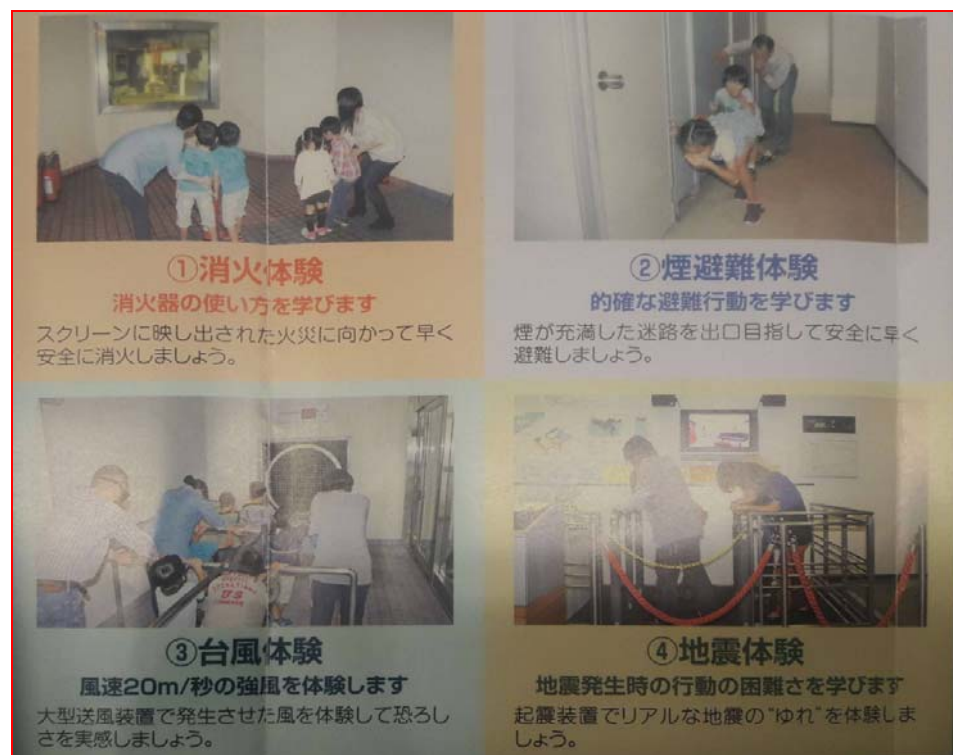 ①消火体験
消火器の使い方を学びます
スクリーンに映し出された火災に向かって早く
安全に消火しましょう。
②煙避難体験
的確な避難行動を学びます
煙が充満した迷路を出口目指して安全に早く
避難しましょう。
③台風体験
風速20m/秒の強風を体験します
大型送風装置で発生させた風を体験して恐ろし
さを実感しましょう。
④地震体験
地震発生時の行動の困難さを学びます
起震装置でリアルな地震の"ゆれ"を体験しま
しょう。